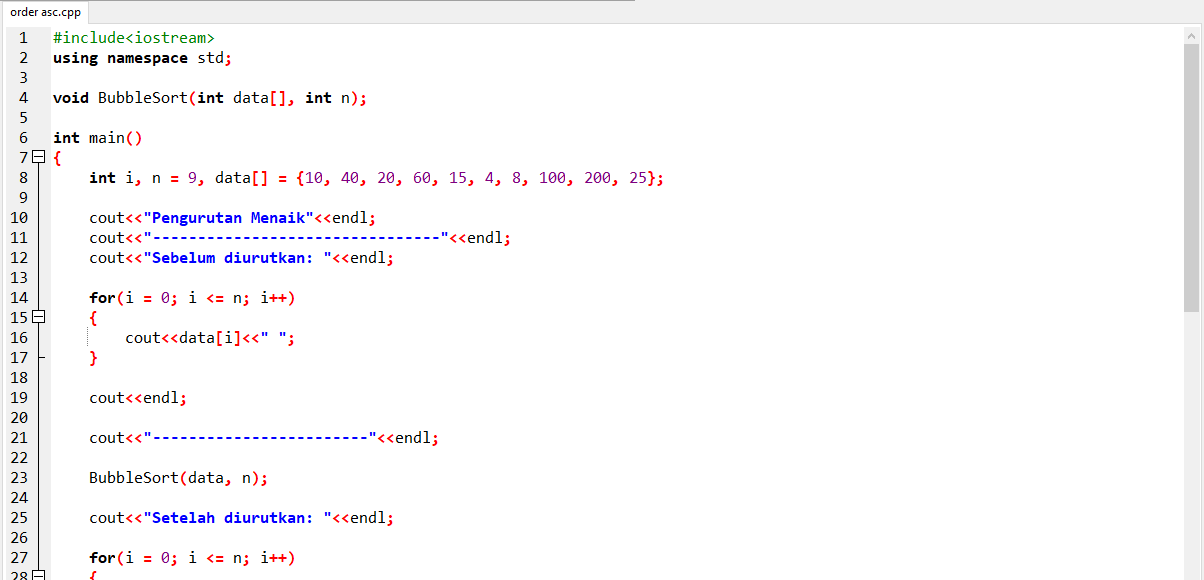 order asc.cpp
1 #include<iostream>
2 using namespace std;
3
4 void BubbleSort(int data[], int n);
5
6 int main()
7 {
8 int i, n = 9, data[] = {10, 40, 20, 60, 15, 4, 8, 100, 200, 25};
9
10 cout<<"Pengurutan Menaik"<<endl;
11 cout<<"--------------------------------"<<endl;
12 cout<<"Sebelum diurutkan: "<<endl;
13
14 for(i = 0; i <= n; i++)
15 {
16 cout<<data[i]<<" ";
17 }
18
19 cout<<endl;
20
21 cout<<"------------------------"<<endl;
22
23 BubbleSort(data, n);
24
25 cout<<"Setelah diurutkan: "<<endl;
26
27 for(i = 0; i <= n; i++)
28 {